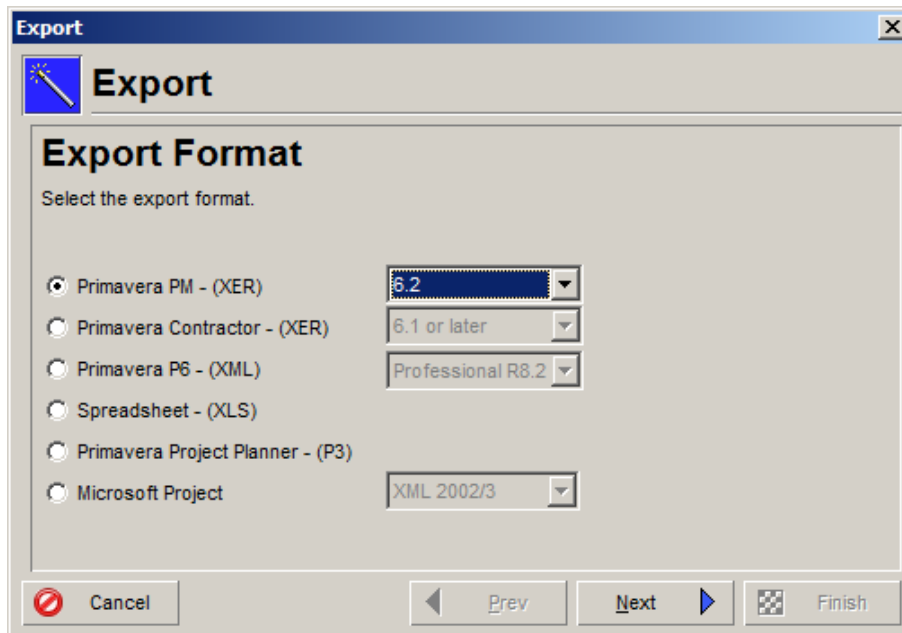 Export
Export
Export Format
Select the export format.
Primavera PM - (XER) 6.2
Primavera Contractor - (XER) 6.1 or later
Primavera P6 - (XML) Professional R8.2
Spreadsheet - (XLS)
Primavera Project Planner - (P3)
Microsoft Project XML 2002/3
Cancel Prev Next Finish